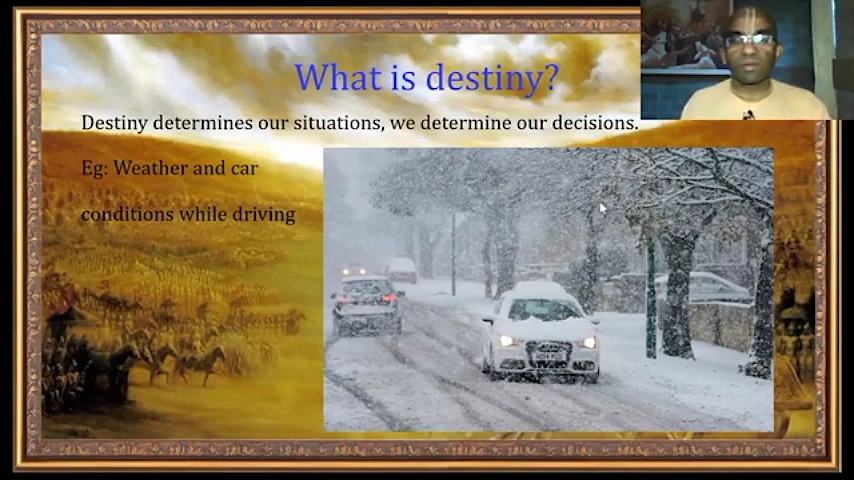 What is destiny?
Destiny determines our situations, we determine our decisions.
Eg: Weather and car
conditions while driving